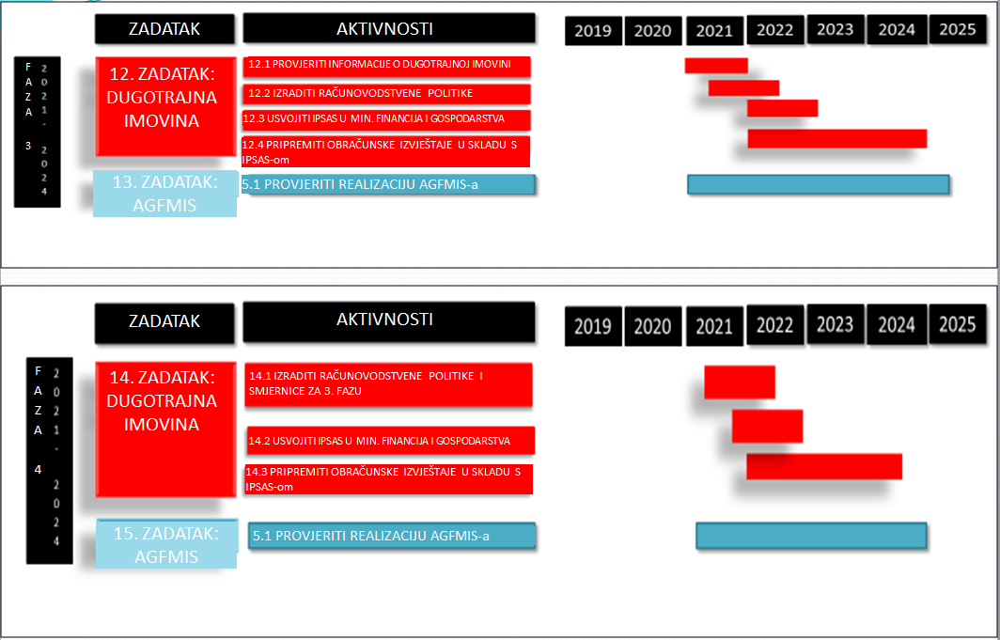 ZADATAK
AKTIVNOSTI
2019 2020 2021 2022 2023 2024 2025
FAZA 3
2021-2024
12. ZADATAK:
DUGOTRAJNA
IMOVINA
12.1 PROVJERITI INFORMACIJE O DUGOTRAJNOJ IMOVINI
12.2 IZRADITI RAČUNOVODSTVENE POLITIKE
12.3 USVOJITI IPSAS U MIN. FINANCIJA I GOSPODARSTVA
12.4 PRIPREMITI OBRAČUNSKE IZVJEŠTAJE U SKLADU S
IPSAS-om
13. ZADATAK:
AGFMIS
5.1 PROVJERITI REALIZACIJU AGFMIS-a
ZADATAK
AKTIVNOSTI
2019 2020 2021 2022 2023 2024 2025
FAZA 4
2021-2024
14. ZADATAK:
DUGOTRAJNA
IMOVINA
14.1 IZRADITI RAČUNOVODSTVENE POLITIKE I
SMJERNICE ZA 3. FAZU
14.2 USVOJITI IPSAS U MIN. FINANCIJA I GOSPODARSTVA
14.3 PRIPREMITI OBRAČUNSKE IZVJEŠTAJE U SKLADU S
IPSAS-om
15. ZADATAK:
AGFMIS
5.1 PROVJERITI REALIZACIJU AGFMIS-a